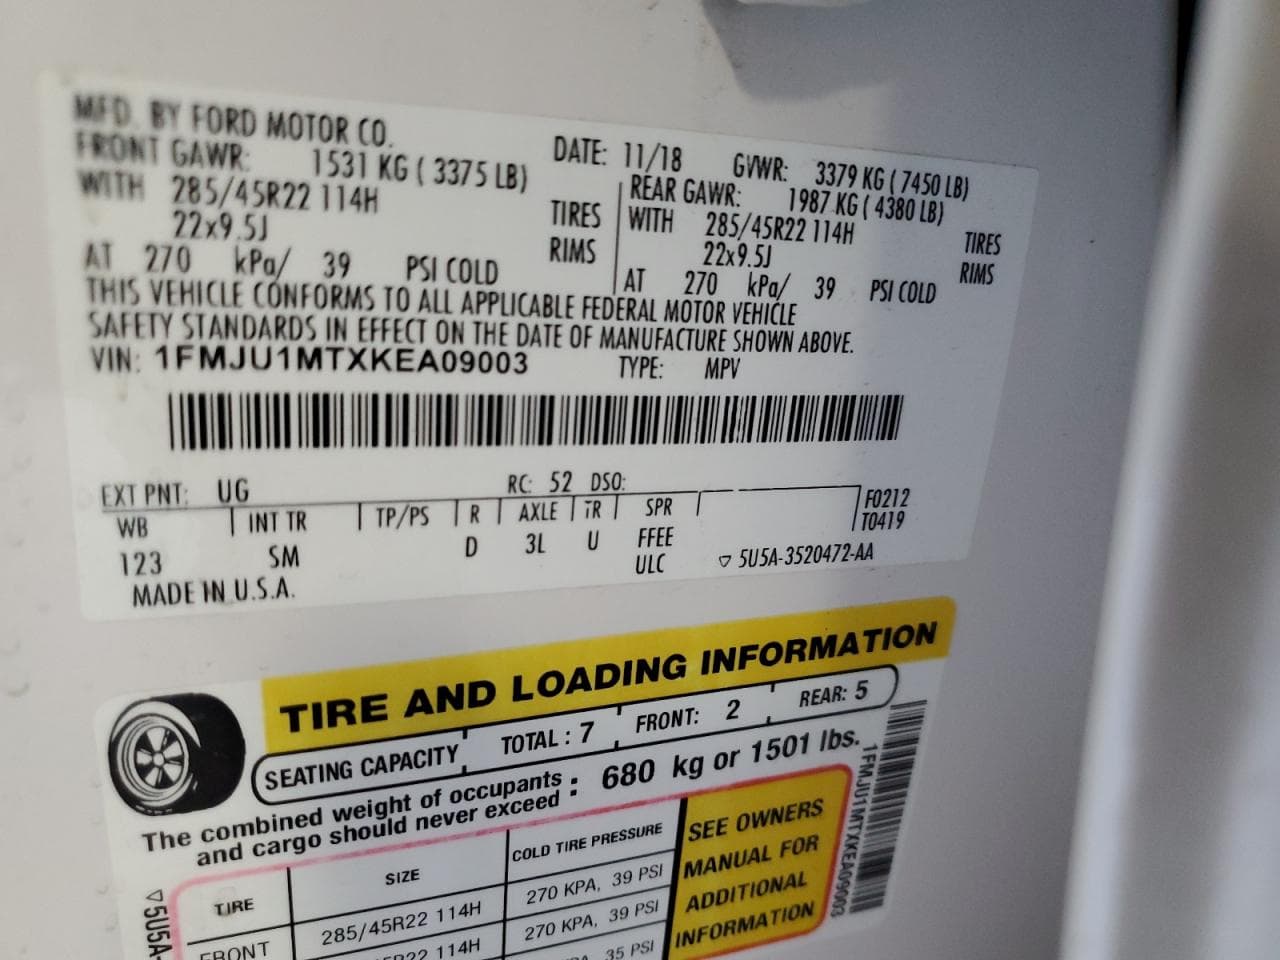 MFD. BY FORD MOTOR CO.
DATE: 11/18 GVWR: 3379 KG ( 7450 LB)
FRONT GAWR: 1531 KG ( 3375 LB)
REAR GAWR: 1987 KG ( 4380 LB)
WITH 285/45R22 114H TIRES
WITH 285/45R22 114H TIRES
22x9.5J RIMS
22x9.5J RIMS
AT 270 kPa/ 39 PSI COLD
AT 270 kPa/ 39 PSI COLD
THIS VEHICLE CONFORMS TO ALL APPLICABLE FEDERAL MOTOR VEHICLE
SAFETY STANDARDS IN EFFECT ON THE DATE OF MANUFACTURE SHOWN ABOVE.
VIN: 1FMJU1MTXKEA09003 TYPE: MPV
EXT PNT: UG RC: 52 DSO:
WB INT TR TP/PS R AXLE TR SPR F0212
T0419
123 SM D 3L U FFEE
ULC ▽ 5U5A-3520472-AA
MADE IN U.S.A.
TIRE AND LOADING INFORMATION
SEATING CAPACITY TOTAL : 7 FRONT: 2 REAR: 5
The combined weight of occupants
and cargo should never exceed : 680 kg or 1501 lbs.
TIRE SIZE COLD TIRE PRESSURE
FRONT 285/45R22 114H 270 KPA, 39 PSI
114H 270 KPA, 39 PSI
35 PSI
SEE OWNERS
MANUAL FOR
ADDITIONAL
INFORMATION
1FMJU1MTXKEA09003
▽5U5A-